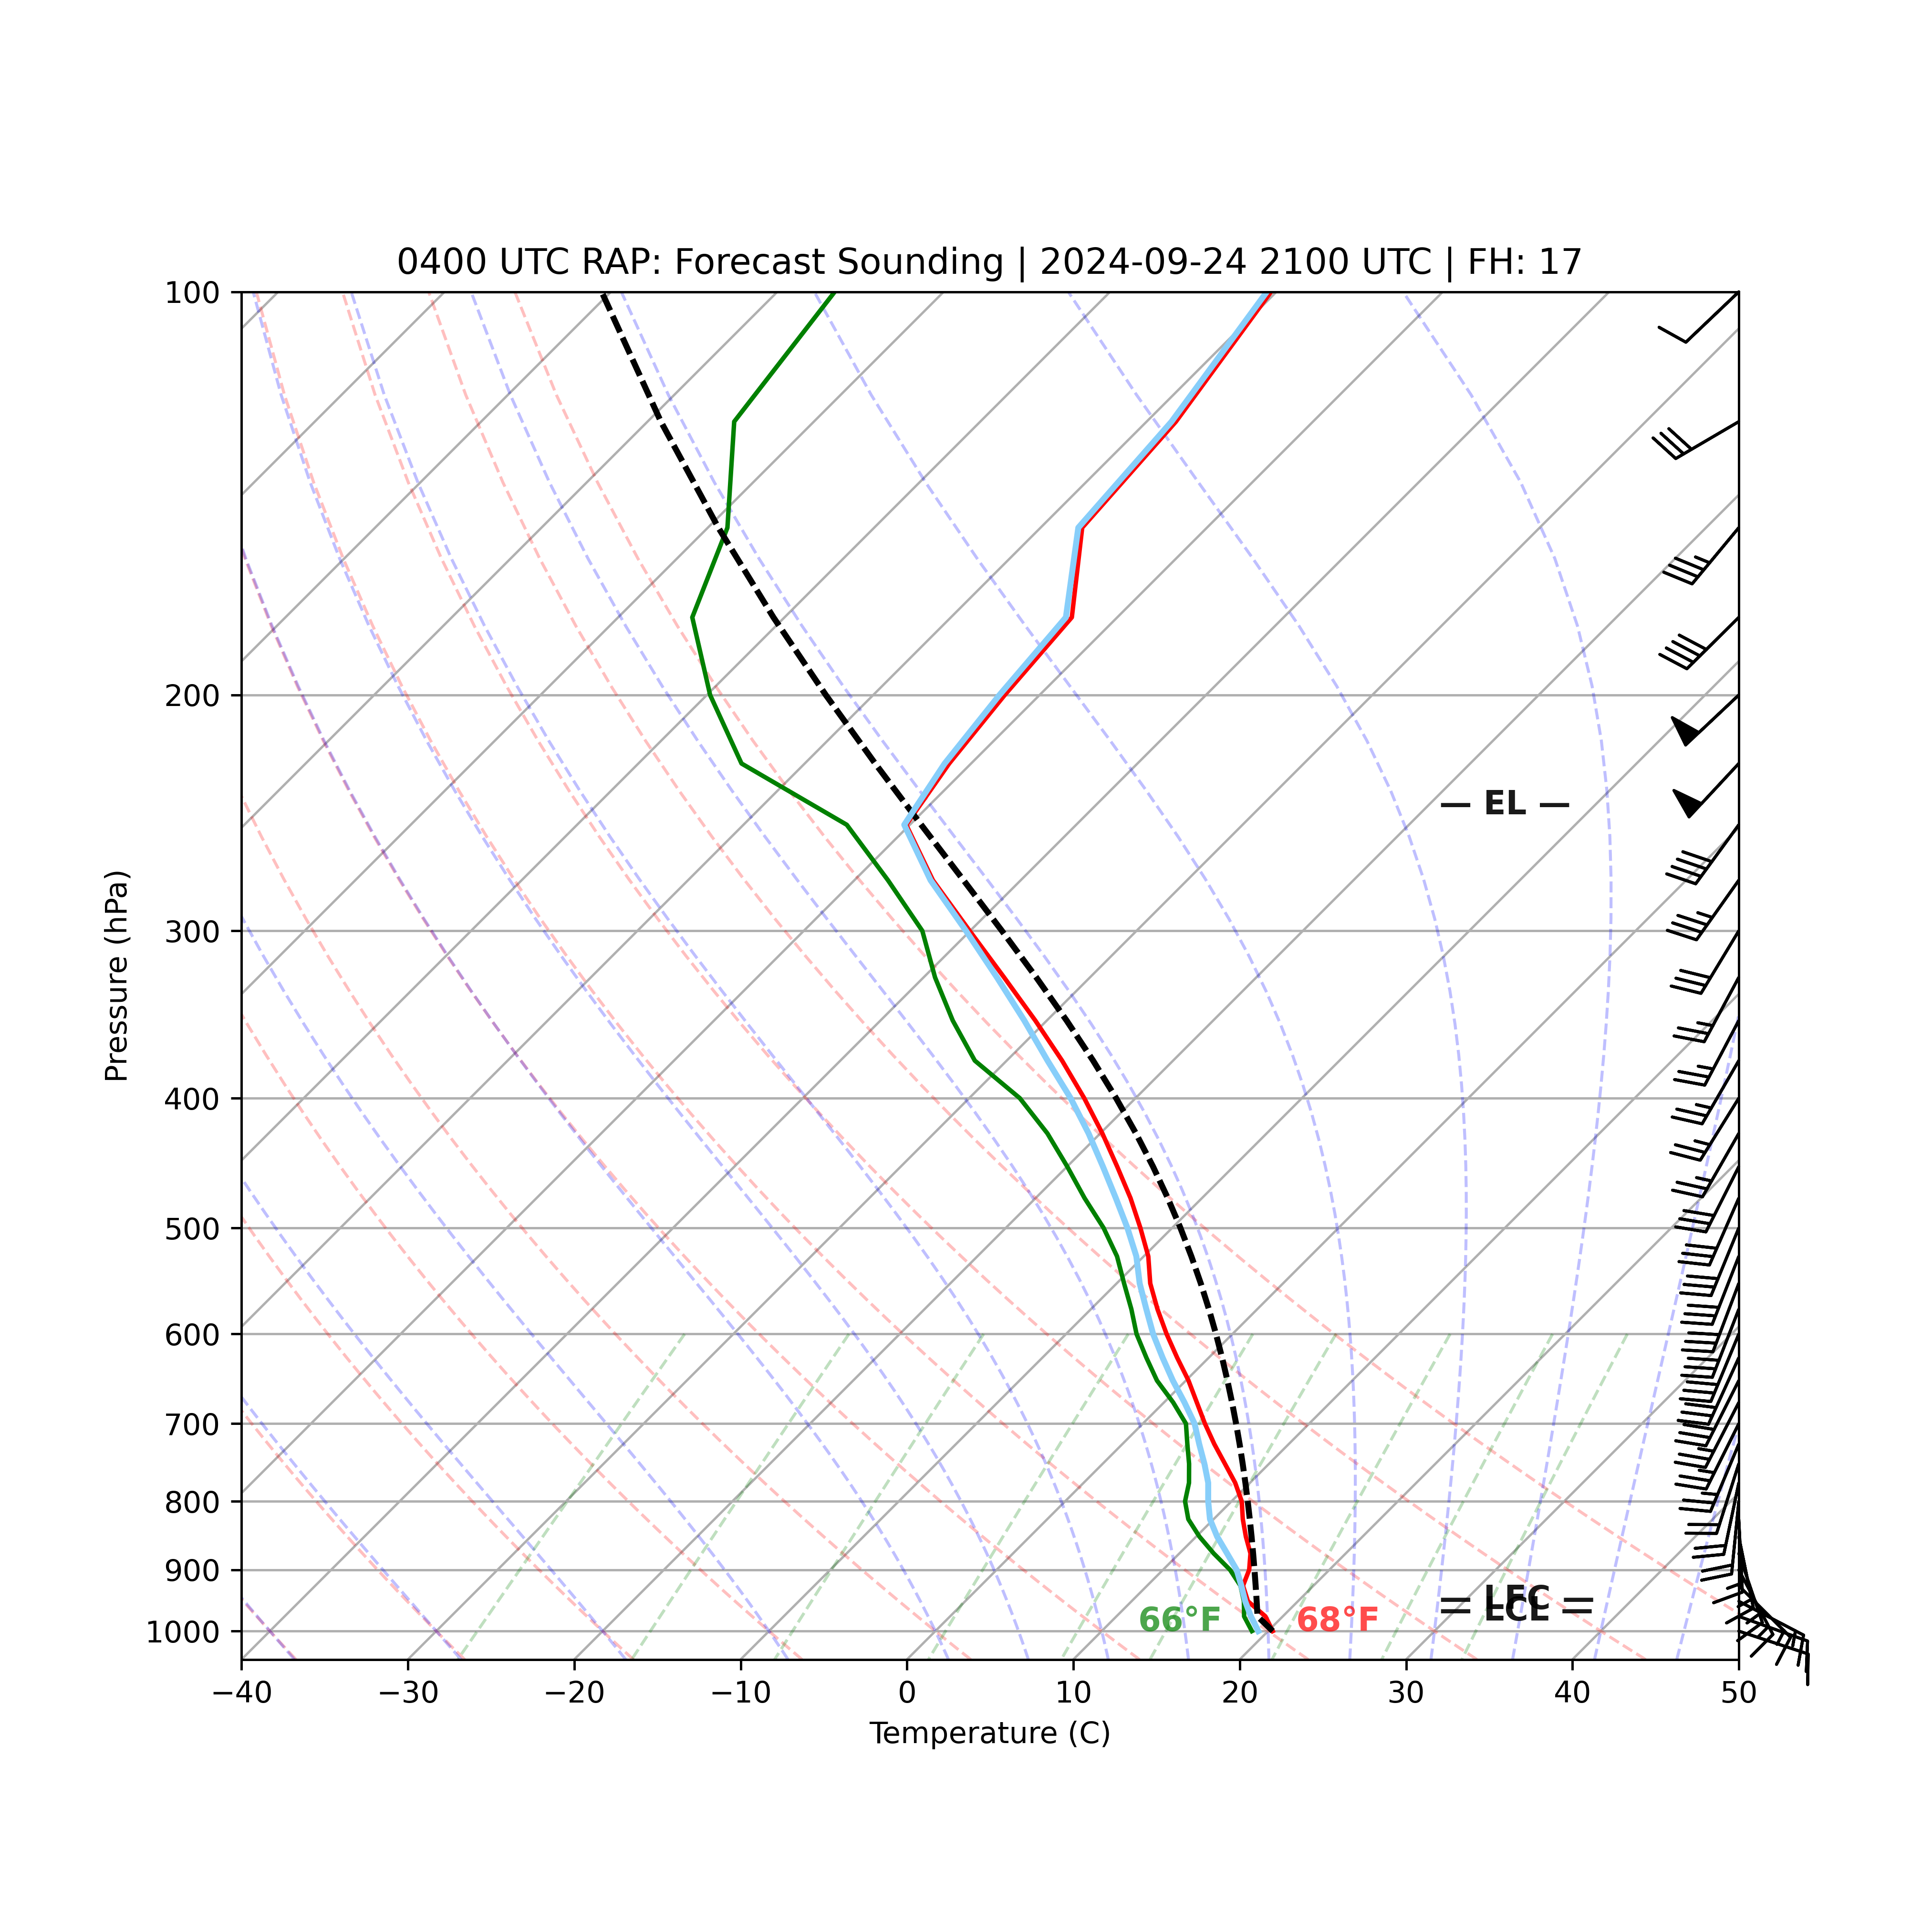 0400 UTC RAP: Forecast Sounding | 2024-09-24 2100 UTC | FH: 17
100
200
— EL —
Pressure (hPa)
300
400
500
600
700
800
900
= LFC =
= LCL =
66°F
68°F
1000
−40 −30 −20 −10 0 10 20 30 40 50
Temperature (C)